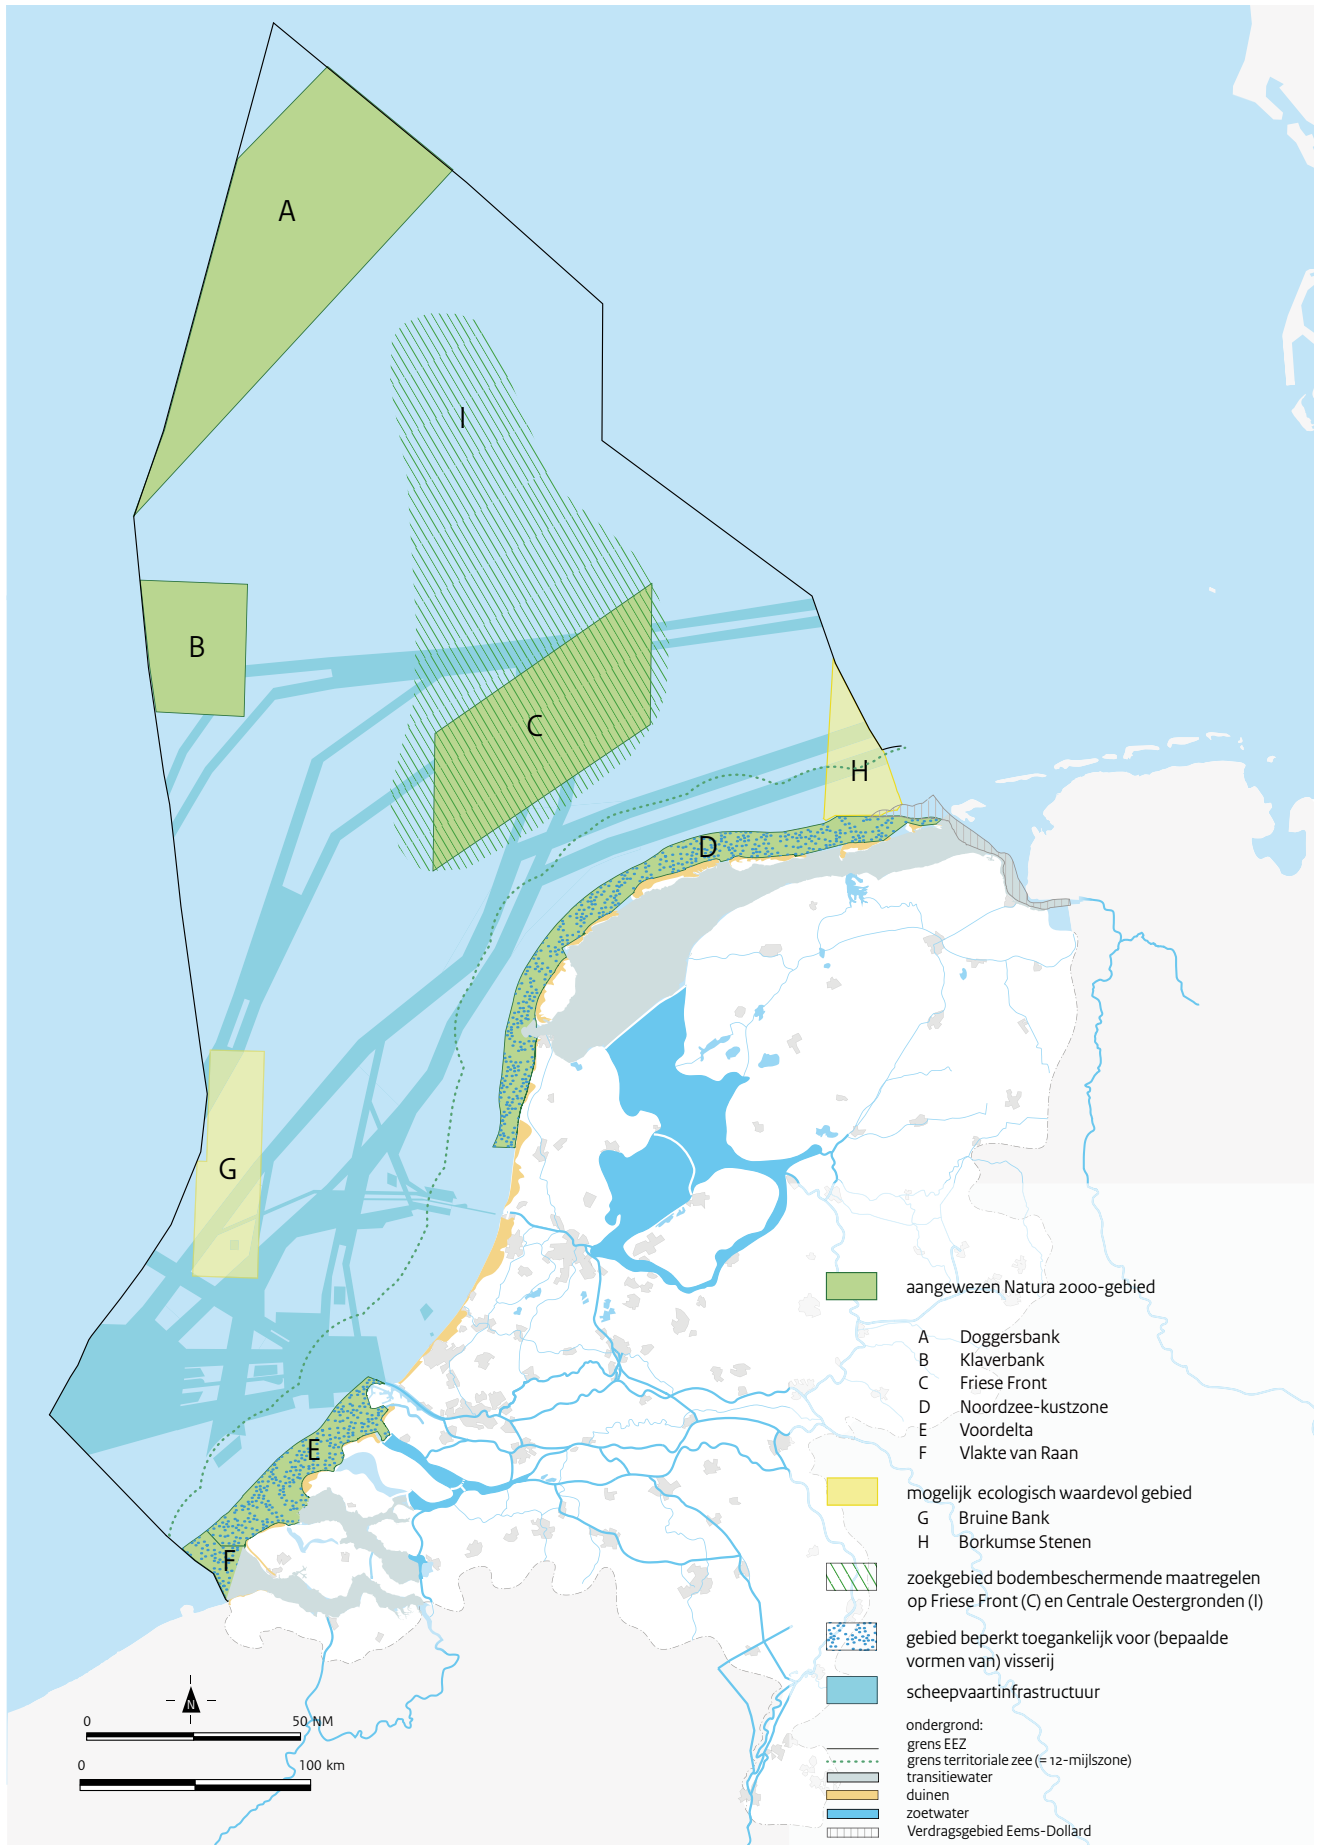 A
I
B
C
H
D
G
E
F
aangewezen Natura 2000-gebied
A Doggersbank
B Klaverbank
C Friese Front
D Noordzee-kustzone
E Voordelta
F Vlakte van Raan
mogelijk ecologisch waardevol gebied
G Bruine Bank
H Borkumse Stenen
zoekgebied bodembeschermende maatregelen
op Friese Front (C) en Centrale Oestergronden (I)
gebied beperkt toegankelijk voor (bepaalde
vormen van) visserij
scheepvaartinfrastructuur
ondergrond:
grens EEZ
grens territoriale zee (= 12-mijlszone)
transitiewater
duinen
zoetwater
Verdragsgebied Eems-Dollard
N
0 50 NM
0 100 km